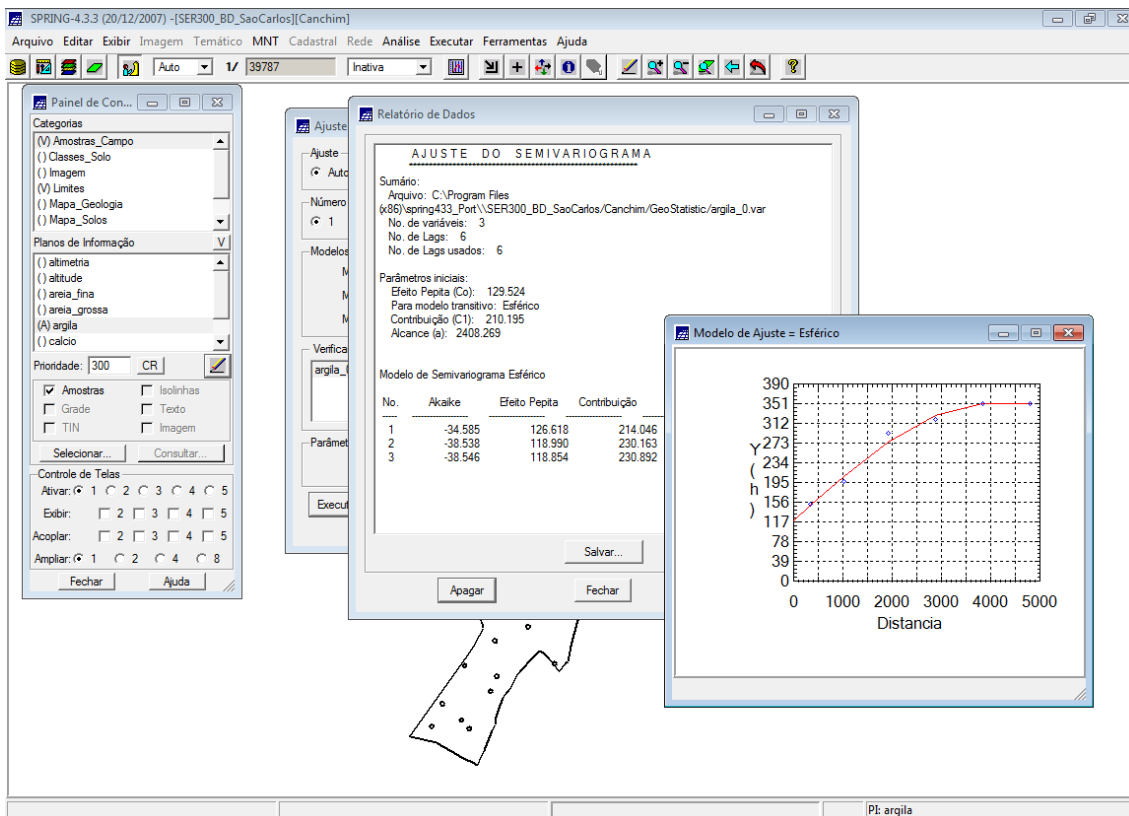 SPRING-4.3.3 (20/12/2007) -[SER300_BD_SaoCarlos][Canchim]
Arquivo Editar Exibir Imagem Temático MNT Cadastral Rede Análise Executar Ferramentas Ajuda
Auto 1/ 39787 Inativa
Painel de Con...
Categorias
(V) Amostras_Campo
( ) Classes_Solo
( ) Imagem
(V) Limites
( ) Mapa_Geologia
( ) Mapa_Solos
Planos de Informação V
( ) altimetria
( ) altitude
( ) areia_fina
( ) areia_grossa
(A) argila
( ) calcio
Prioridade: 300 CR
Amostras Isolinhas
Grade Texto
TIN Imagem
Selecionar... Consultar...
Controle de Telas
Ativar: 1 2 3 4 5
Exibir: 2 3 4 5
Acoplar: 2 3 4 5
Ampliar: 1 2 4 8
Fechar Ajuda
Ajuste
Ajuste
Número
1
Modelos
Parâmet
Relatório de Dados
AJUSTE DO SEMIVARIOGRAMA
Sumário:
Arquivo: C:\Program Files
(x86)\spring433_Port\\SER300_BD_SaoCarlos/Canchim/GeoStatistic/argila_0.var
No. de variáveis: 3
No. de Lags: 6
No. de Lags usados: 6
Parâmetros iniciais:
Efeito Pepita (Co): 129.524
Para modelo transitivo: Esférico
Contribuição (C1): 210.195
Alcance (a): 2408.269
Modelo de Semivariograma Esférico
No. Akaike Efeito Pepita Contribuição
1 -34.585 126.618 214.046
2 -38.538 118.990 230.163
3 -38.546 118.854 230.892
Salvar...
Apagar Fechar
Modelo de Ajuste = Esférico
390
351
312
273
234
195
156
117
78
39
0
Y(h)
0 1000 2000 3000 4000 5000
Distancia
PI: argila